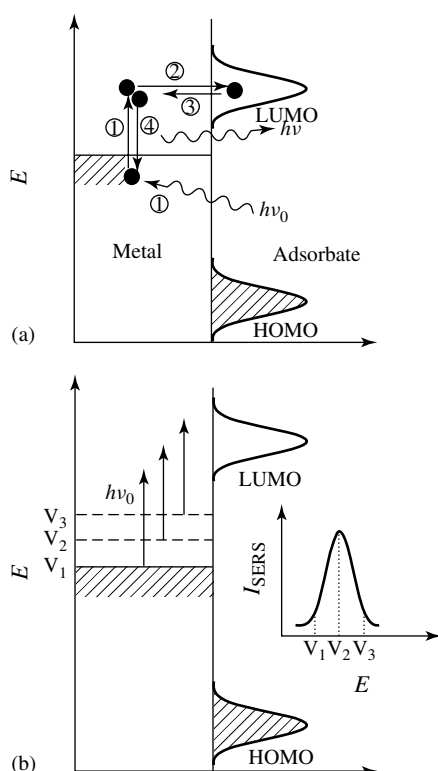 ②
③
LUMO
①
④
hν
E
①
hν₀
Metal
Adsorbate
HOMO
(a)
hν₀
LUMO
V₃
V₂
E
V₁
I_SERS
V₁ V₂ V₃
E
HOMO
(b)